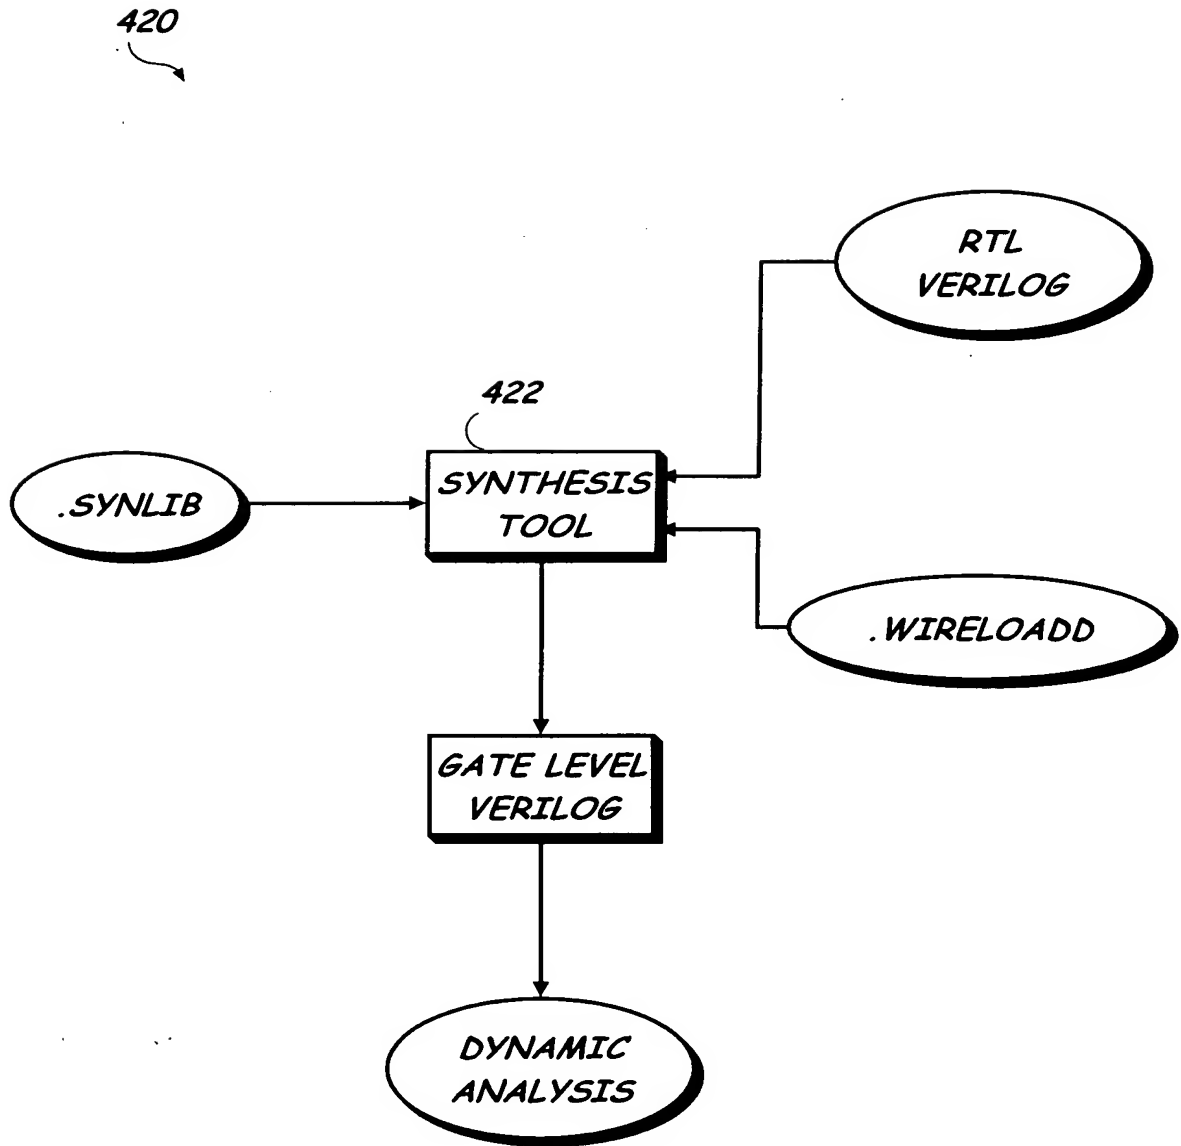 420
RTL
VERILOG
422
SYNTHESIS
TOOL
.SYNLIB
.WIRELOADD
GATE LEVEL
VERILOG
DYNAMIC
ANALYSIS